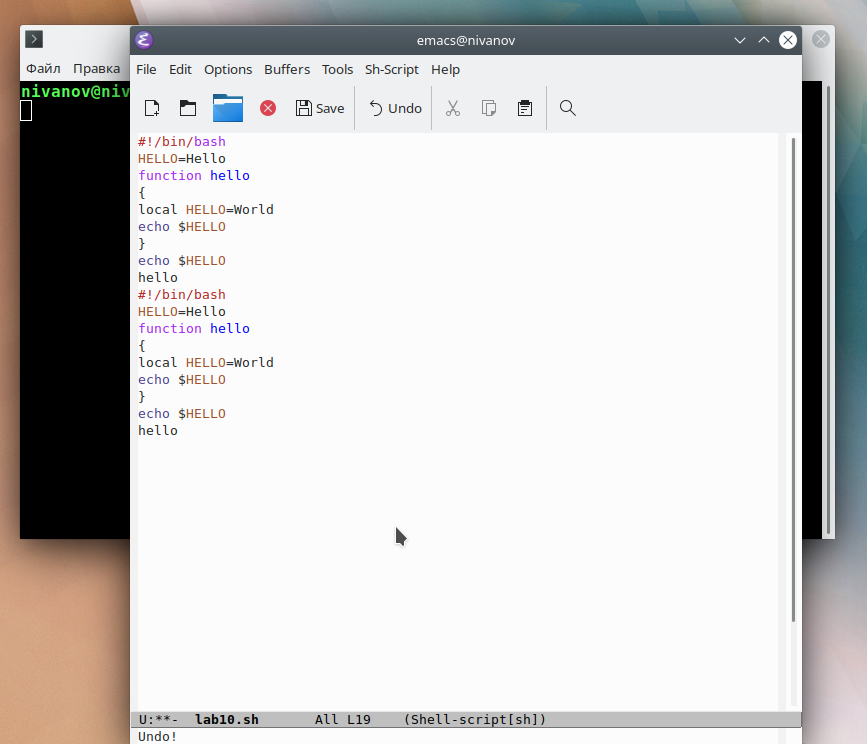 emacs@nivanov
Файл Правка
nivanov@niv
File Edit Options Buffers Tools Sh-Script Help
Save Undo
#!/bin/bash
HELLO=Hello
function hello
{
local HELLO=World
echo $HELLO
}
echo $HELLO
hello
#!/bin/bash
HELLO=Hello
function hello
{
local HELLO=World
echo $HELLO
}
echo $HELLO
hello
U:**- lab10.sh All L19 (Shell-script[sh])
Undo!